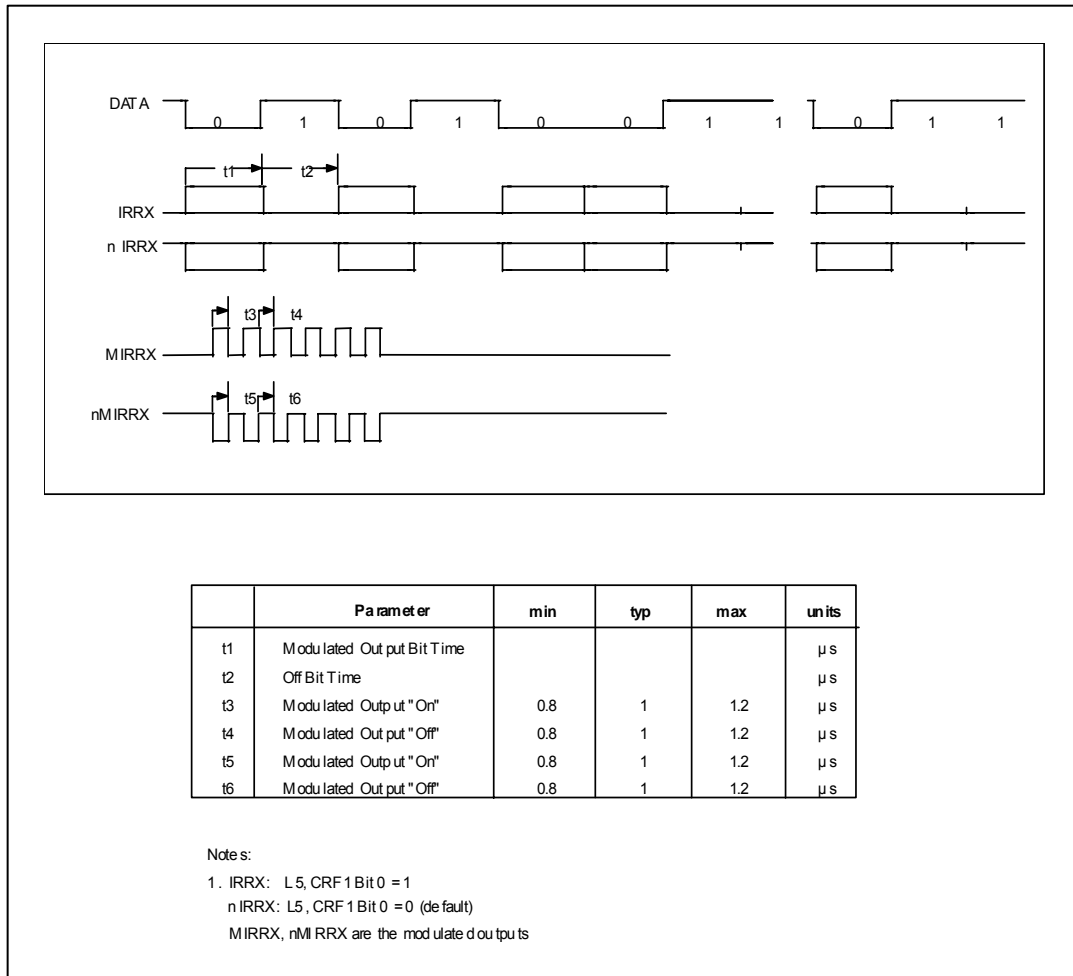 DATA
0 1 0 1 0 0 1 1 0 1 1
t1 t2
IRRX
n IRRX
t3 t4
MIRRX
t5 t6
nMIRRX
Parameter min typ max units
t1 Modulated Output Bit Time µs
t2 Off Bit Time µs
t3 Modulated Output "On" 0.8 1 1.2 µs
t4 Modulated Output "Off" 0.8 1 1.2 µs
t5 Modulated Output "On" 0.8 1 1.2 µs
t6 Modulated Output "Off" 0.8 1 1.2 µs
Notes:
1. IRRX: L5, CRF1 Bit 0 = 1
nIRRX: L5, CRF1 Bit 0 = 0 (default)
MIRRX, nMIRRX are the modulated outputs